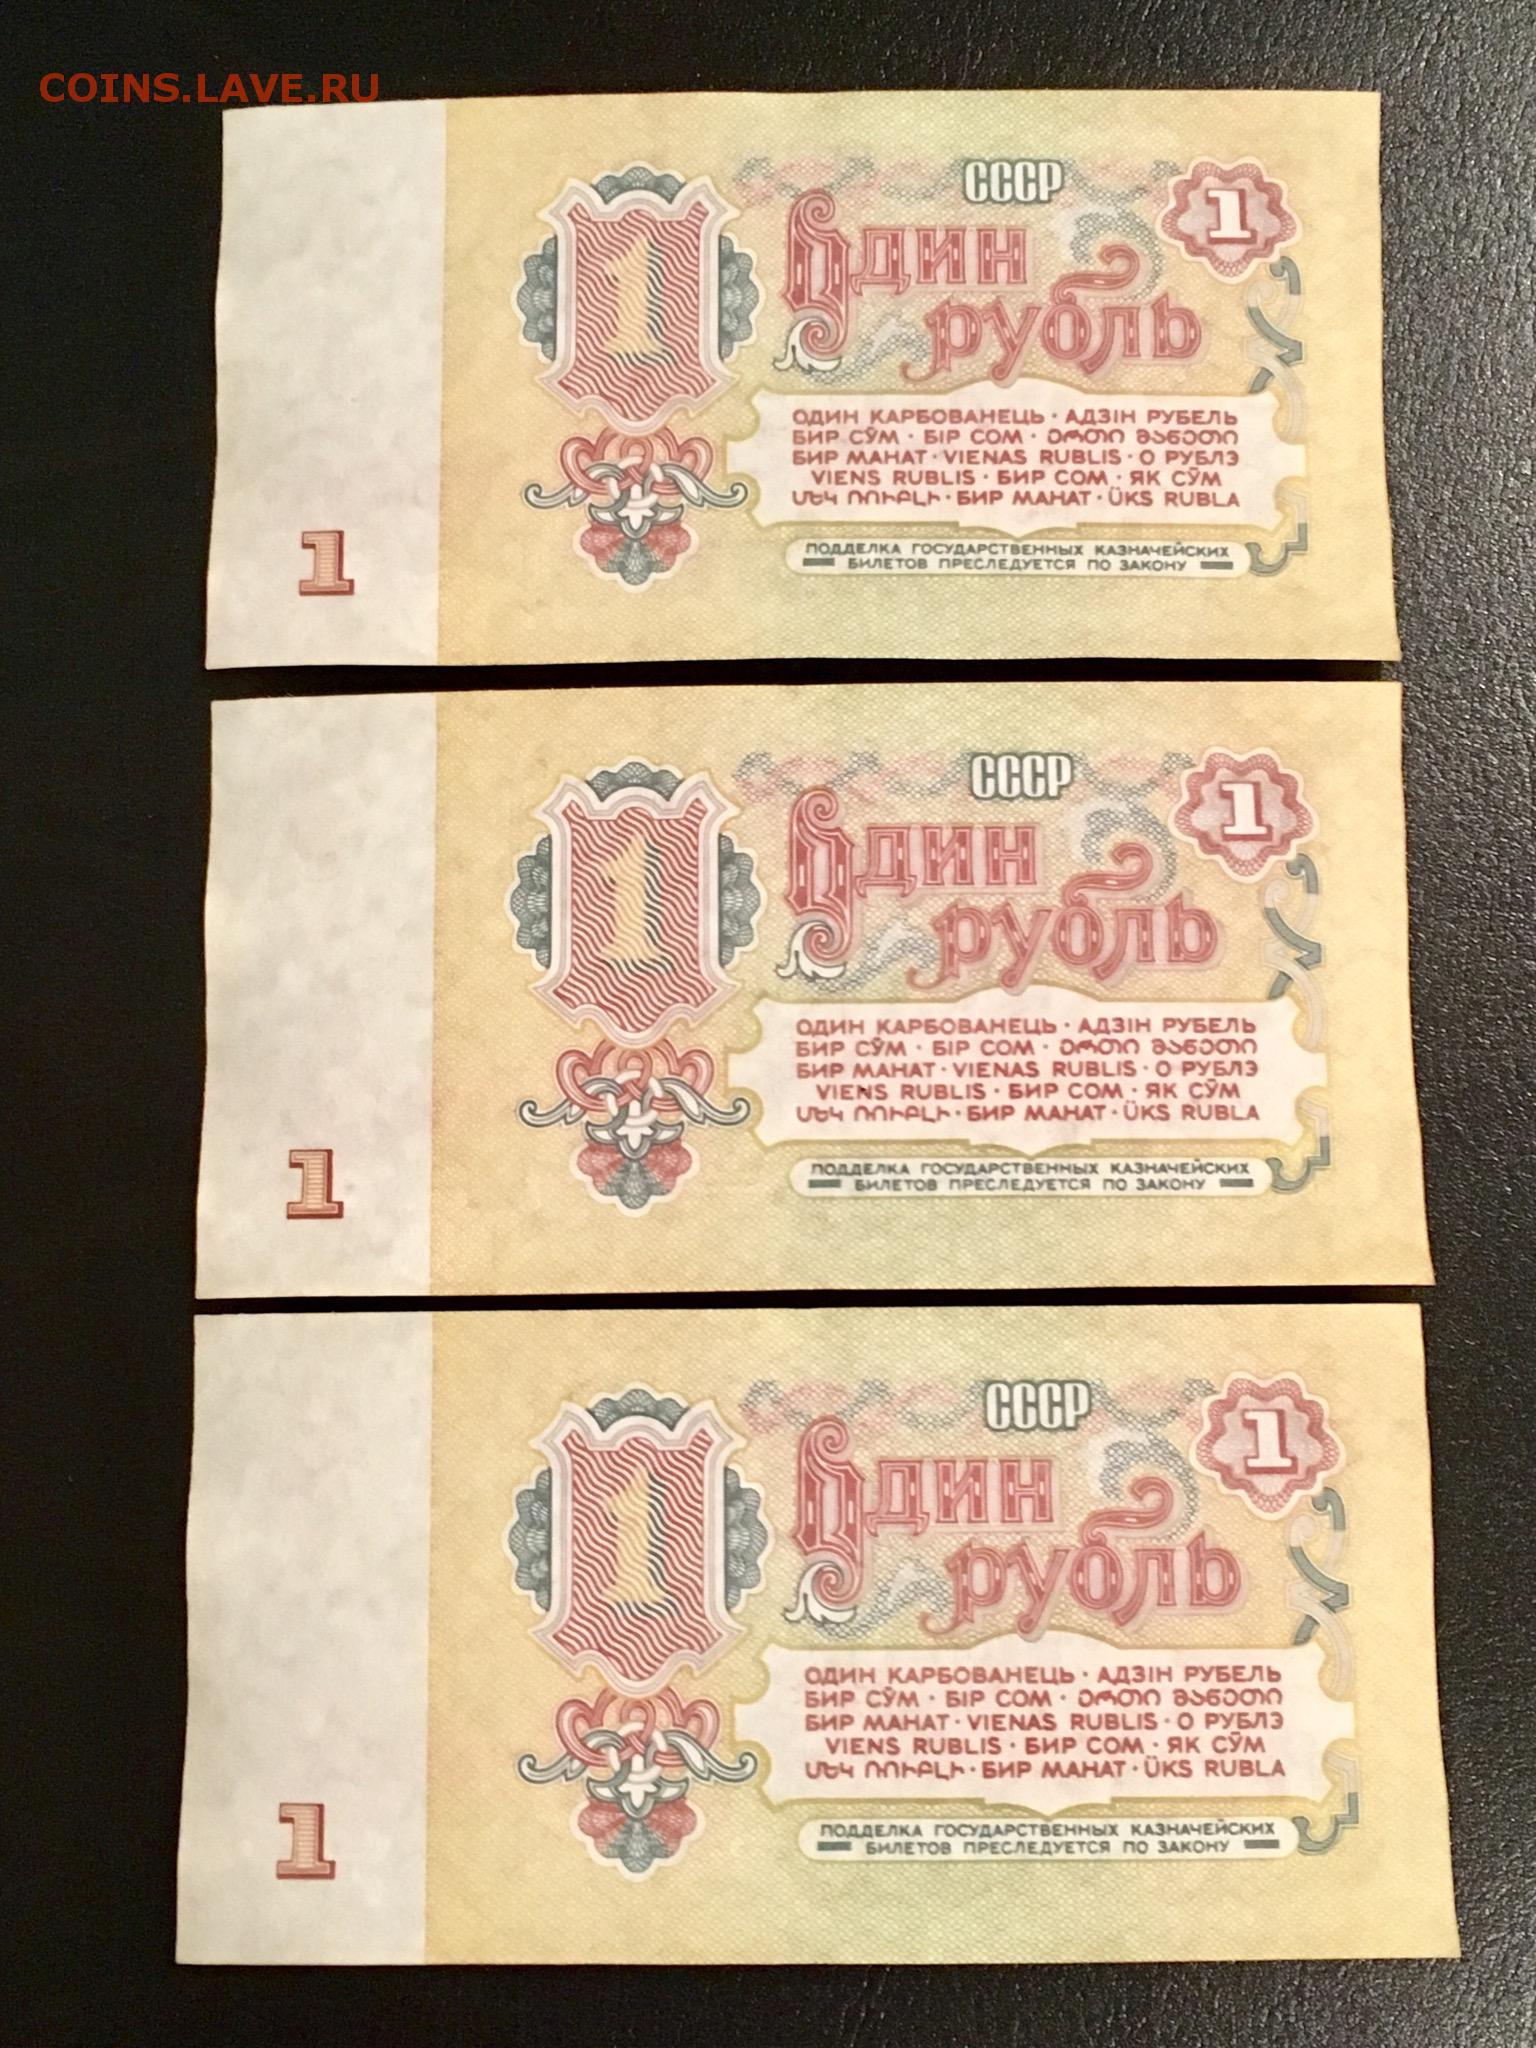 COINS.LAVE.RU
СССР
1
1
Один
рубль
ОДИН КАРБОВАНЕЦЬ · АДЗІН РУБЕЛЬ
БИР СЎМ · БІР СОМ · ᲔᲠᲗᲘ ᲛᲐᲜᲔᲗᲘ
БИР МАНАТ · VIENAS RUBLIS · О РУБЛЭ
VIENS RUBLIS · БИР СОМ · ЯК СӮМ
ՄԵԿ ՌՈՒԲԼԻ · БИР МАНАТ · ÜKS RUBLA
1
ПОДДЕЛКА ГОСУДАРСТВЕННЫХ КАЗНАЧЕЙСКИХ
БИЛЕТОВ ПРЕСЛЕДУЕТСЯ ПО ЗАКОНУ
СССР
1
1
Один
рубль
ОДИН КАРБОВАНЕЦЬ · АДЗІН РУБЕЛЬ
БИР СЎМ · БІР СОМ · ᲔᲠᲗᲘ ᲛᲐᲜᲔᲗᲘ
БИР МАНАТ · VIENAS RUBLIS · О РУБЛЭ
VIENS RUBLIS · БИР СОМ · ЯК СӮМ
ՄԵԿ ՌՈՒԲԼԻ · БИР МАНАТ · ÜKS RUBLA
1
ПОДДЕЛКА ГОСУДАРСТВЕННЫХ КАЗНАЧЕЙСКИХ
БИЛЕТОВ ПРЕСЛЕДУЕТСЯ ПО ЗАКОНУ
СССР
1
1
Один
рубль
ОДИН КАРБОВАНЕЦЬ · АДЗІН РУБЕЛЬ
БИР СЎМ · БІР СОМ · ᲔᲠᲗᲘ ᲛᲐᲜᲔᲗᲘ
БИР МАНАТ · VIENAS RUBLIS · О РУБЛЭ
VIENS RUBLIS · БИР СОМ · ЯК СӮМ
ՄԵԿ ՌՈՒԲԼԻ · БИР МАНАТ · ÜKS RUBLA
1
ПОДДЕЛКА ГОСУДАРСТВЕННЫХ КАЗНАЧЕЙСКИХ
БИЛЕТОВ ПРЕСЛЕДУЕТСЯ ПО ЗАКОНУ